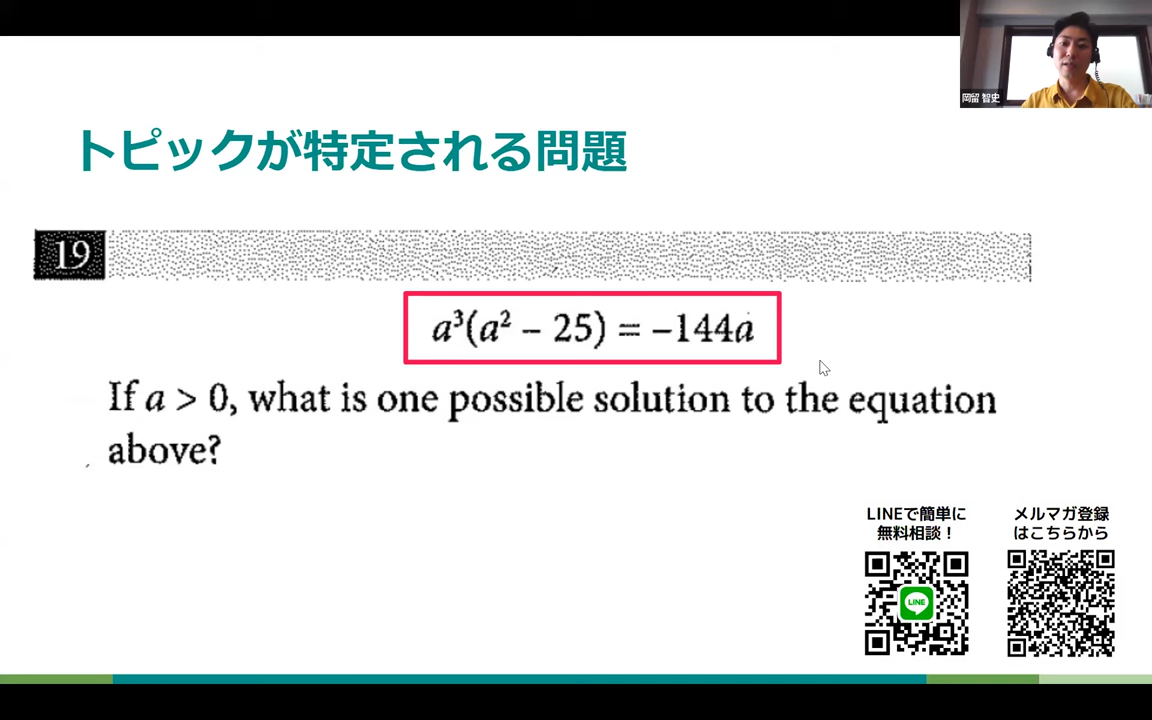 岡留 智史
トピックが特定される問題
19
a³(a² − 25) = −144a
If a > 0, what is one possible solution to the equation
above?
LINEで簡単に
無料相談！
メルマガ登録
はこちらから
LINE